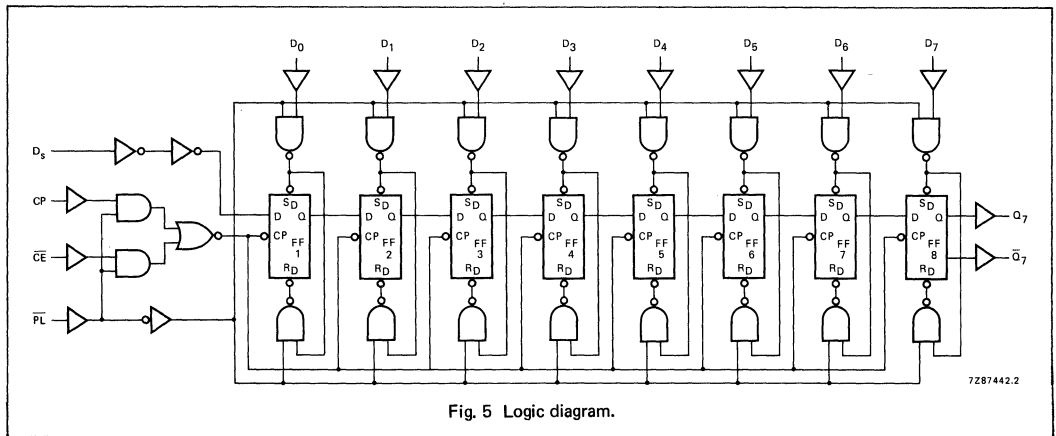 D0 D1 D2 D3 D4 D5 D6 D7
Ds
CP
C̅E̅
P̅L̅
SD SD SD SD SD SD SD SD
D Q D Q D Q D Q D Q D Q D Q D Q
CP CP CP CP CP CP CP CP
FF 1 FF 2 FF 3 FF 4 FF 5 FF 6 FF 7 FF 8
RD RD RD RD RD RD RD RD
Q7
Q̅7
7Z87442.2
Fig. 5 Logic diagram.